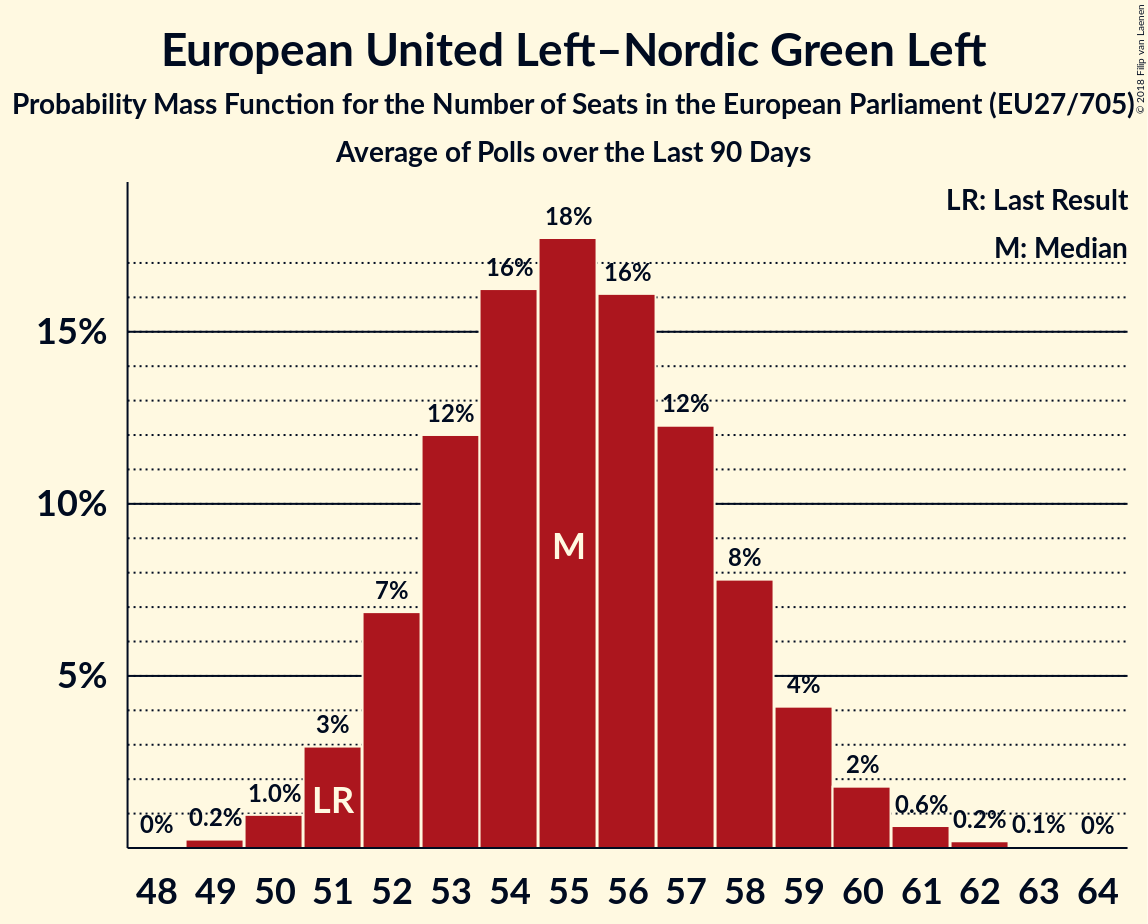 European United Left–Nordic Green Left
Probability Mass Function for the Number of Seats in the European Parliament (EU27/705)
Average of Polls over the Last 90 Days
© 2018 Filip van Laenen
LR: Last Result
M: Median
15%
10%
5%
0%
0.2%
1.0%
3%
7%
12%
16%
18%
16%
12%
8%
4%
2%
0.6%
0.2%
0.1%
0%
LR
M
48 49 50 51 52 53 54 55 56 57 58 59 60 61 62 63 64